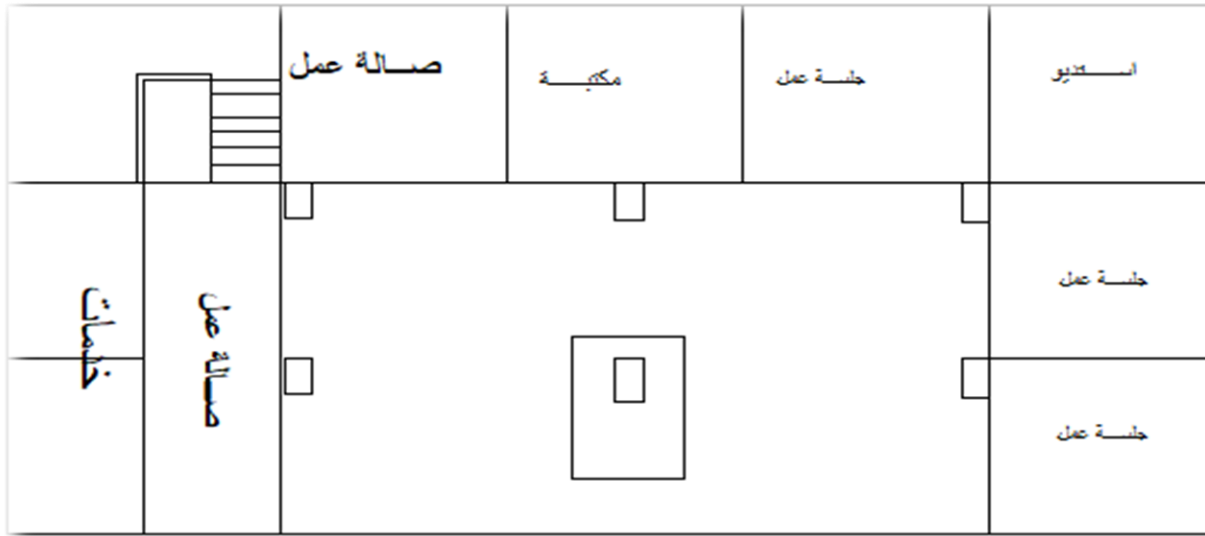 استديو
جلسة عمل
مكتبة
صالة عمل
جلسة عمل
جلسة عمل
صالة عمل
خدمات